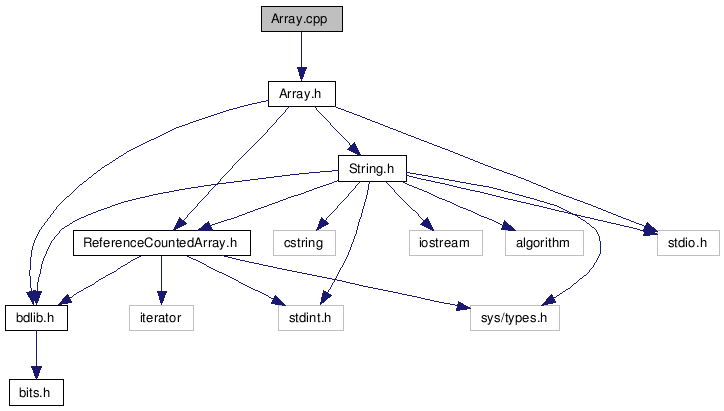 Array.cpp
Array.h
String.h
ReferenceCountedArray.h
cstring
iostream
algorithm
stdio.h
bdlib.h
iterator
stdint.h
sys/types.h
bits.h